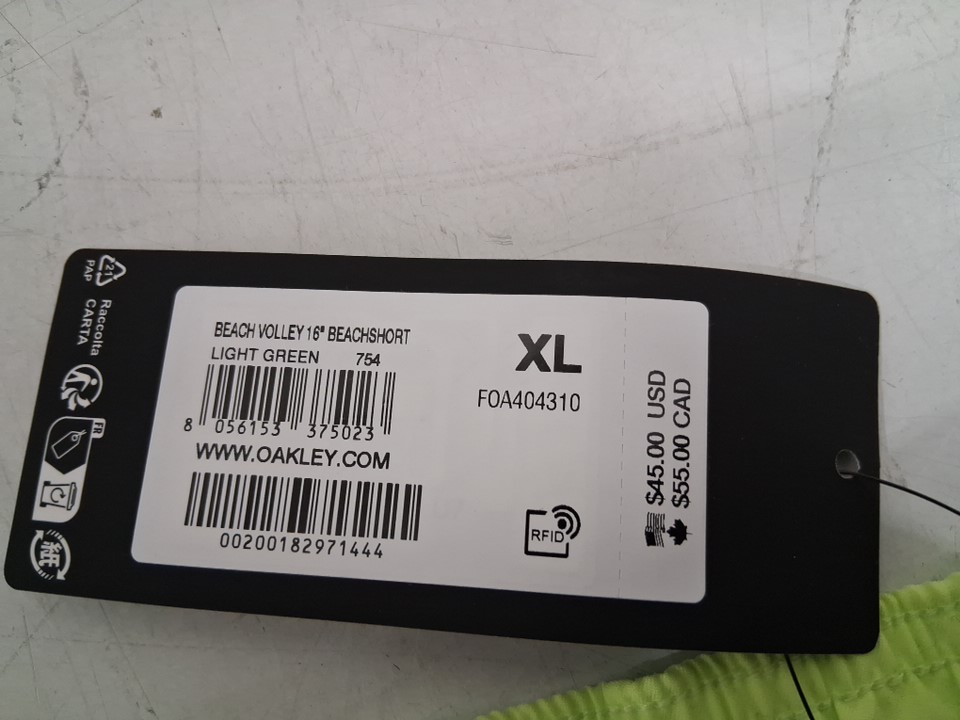 BEACH VOLLEY 16" BEACHSHORT
LIGHT GREEN 754
8 056153 375023
WWW.OAKLEY.COM
00200182971444
XL
FOA404310
RFID
$45.00 USD
$55.00 CAD
21
PAP
Raccolta
CARTA
FR
紙